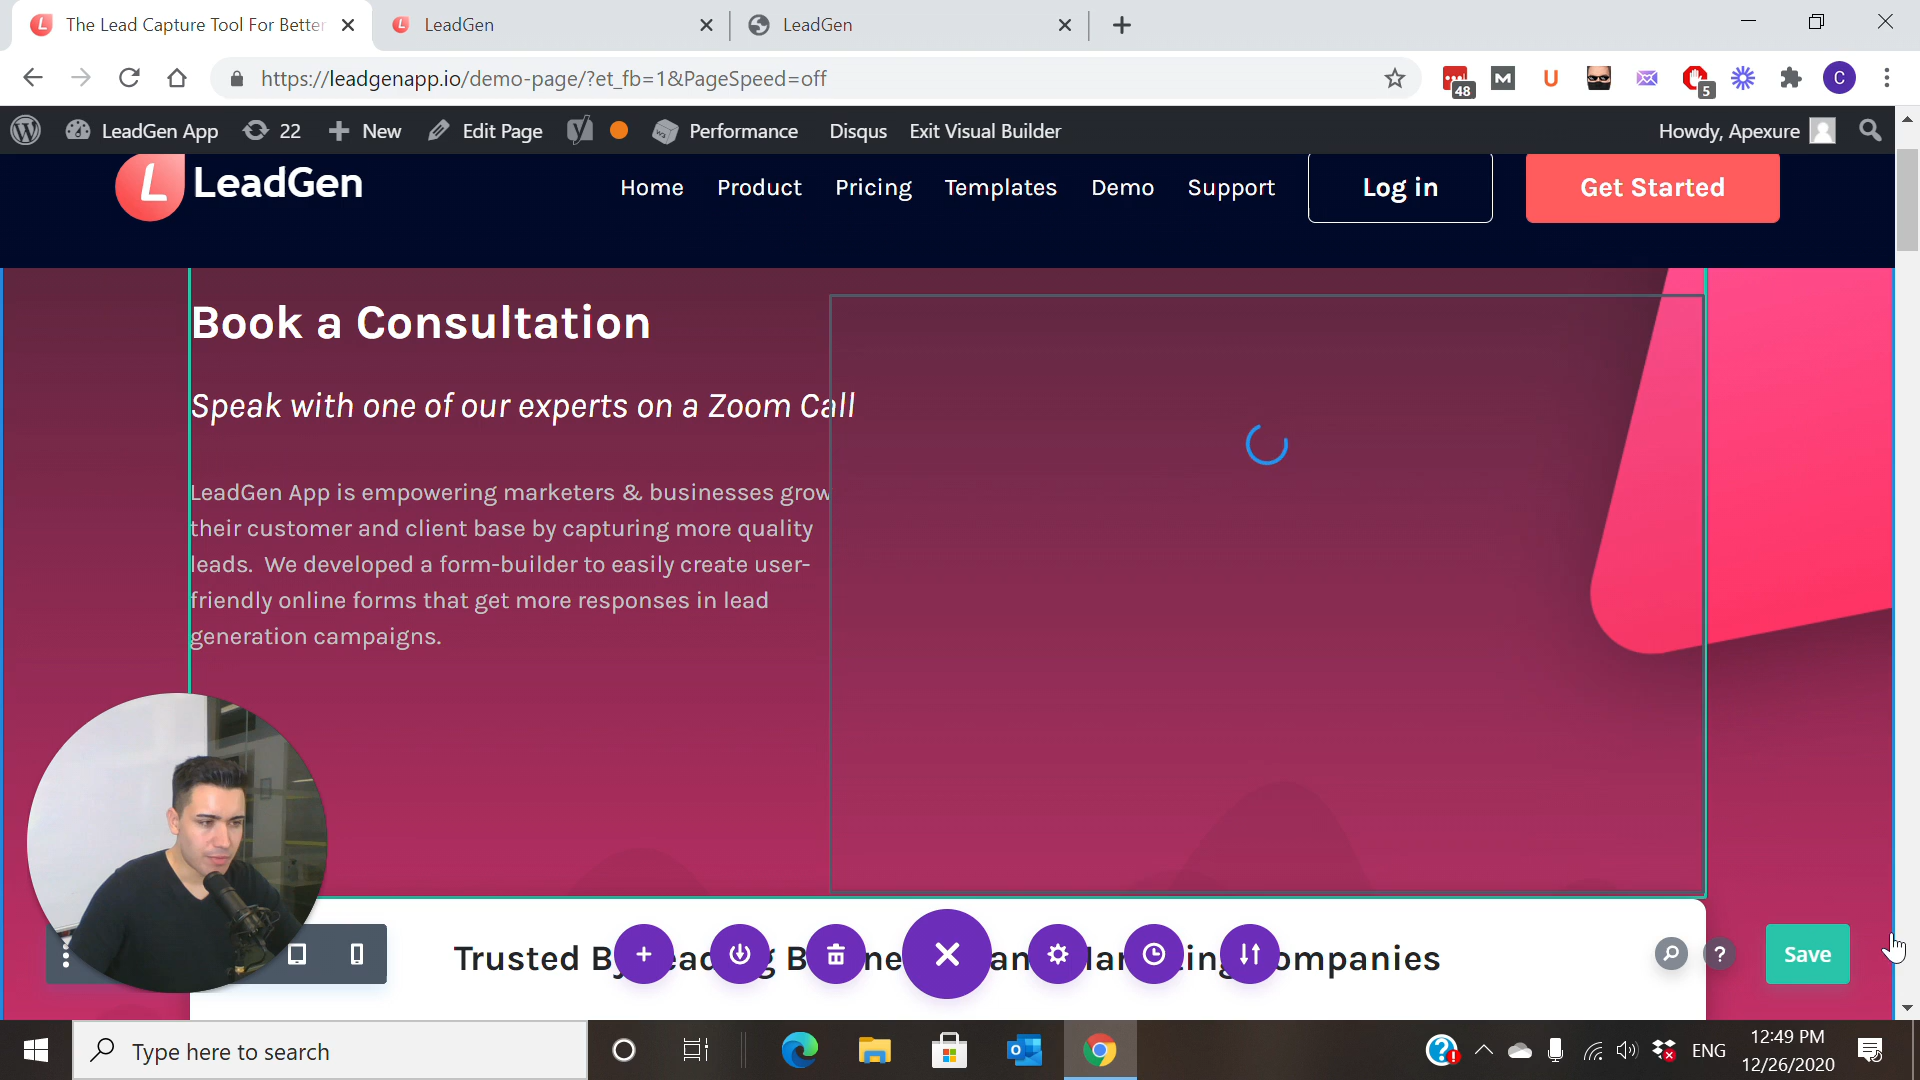 The Lead Capture Tool For Better
LeadGen
LeadGen
https://leadgenapp.io/demo-page/?et_fb=1&PageSpeed=off
48
5
C
LeadGen App
22
New
Edit Page
Performance
Disqus
Exit Visual Builder
Howdy, Apexure
LeadGen
Home
Product
Pricing
Templates
Demo
Support
Log in
Get Started
Book a Consultation
Speak with one of our experts on a Zoom Call
LeadGen App is empowering marketers & businesses grow
their customer and client base by capturing more quality
leads. We developed a form-builder to easily create user-
friendly online forms that get more responses in lead
generation campaigns.
Trusted By
ompanies
?
Save
Type here to search
ENG
12:49 PM
12/26/2020